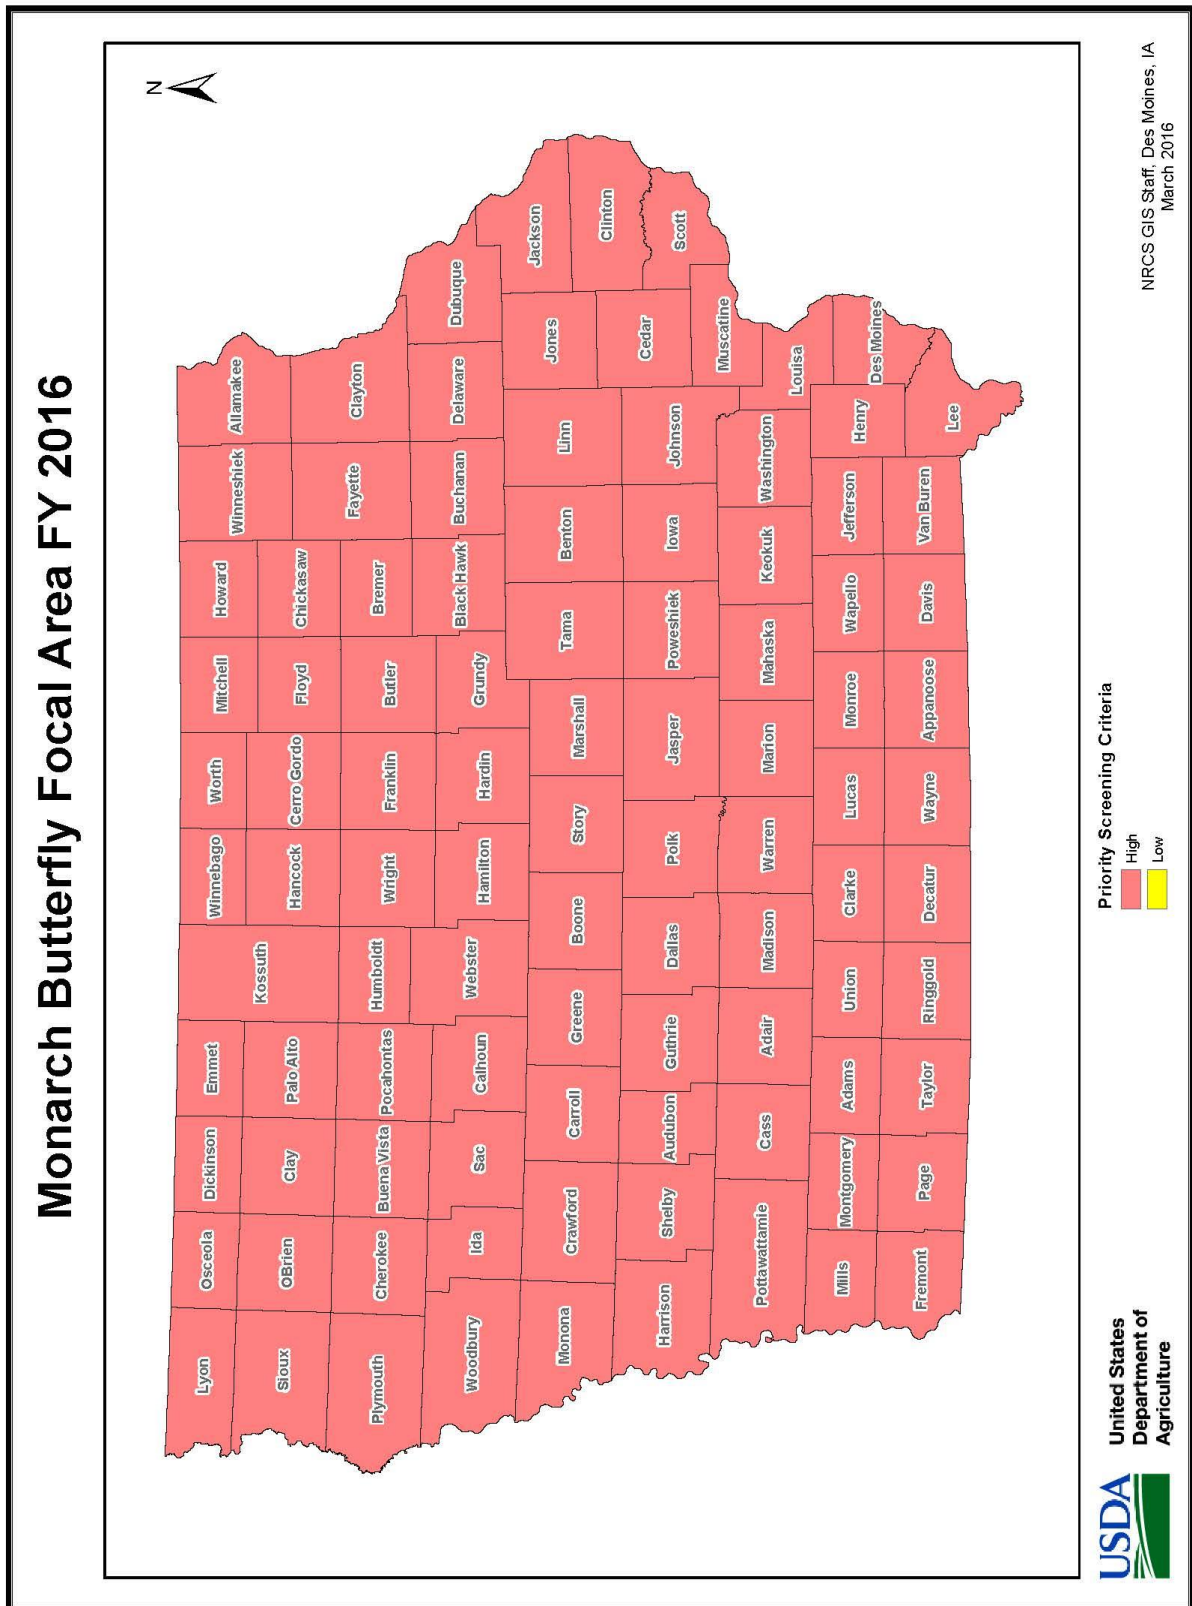 Monarch Butterfly Focal Area FY 2016
N
Lyon
Osceola
Dickinson
Emmet
Kossuth
Winnebago
Worth
Mitchell
Howard
Winneshiek
Allamakee
Sioux
OBrien
Clay
Palo Alto
Hancock
Cerro Gordo
Floyd
Chickasaw
Fayette
Clayton
Plymouth
Cherokee
Buena Vista
Pocahontas
Humboldt
Wright
Franklin
Butler
Bremer
Woodbury
Ida
Sac
Calhoun
Webster
Hamilton
Hardin
Grundy
Black Hawk
Buchanan
Delaware
Dubuque
Monona
Crawford
Carroll
Greene
Boone
Story
Marshall
Tama
Benton
Linn
Jones
Jackson
Clinton
Harrison
Shelby
Audubon
Guthrie
Dallas
Polk
Jasper
Poweshiek
Iowa
Johnson
Cedar
Scott
Pottawattamie
Cass
Adair
Madison
Warren
Marion
Mahaska
Keokuk
Washington
Muscatine
Louisa
Mills
Montgomery
Adams
Union
Clarke
Lucas
Monroe
Wapello
Jefferson
Henry
Des Moines
Fremont
Page
Taylor
Ringgold
Decatur
Wayne
Appanoose
Davis
Van Buren
Lee
USDA
United States
Department of
Agriculture
Priority Screening Criteria
High
Low
NRCS GIS Staff, Des Moines, IA
March 2016